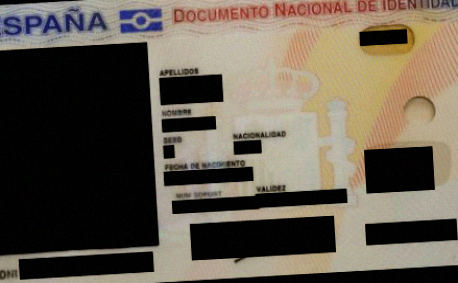 ESPAÑA DOCUMENTO NACIONAL DE IDENTIDAD
APELLIDOS
NOMBRE
SEXO NACIONALIDAD
FECHA DE NACIMIENTO
NUM SOPORT VALIDEZ
DNI